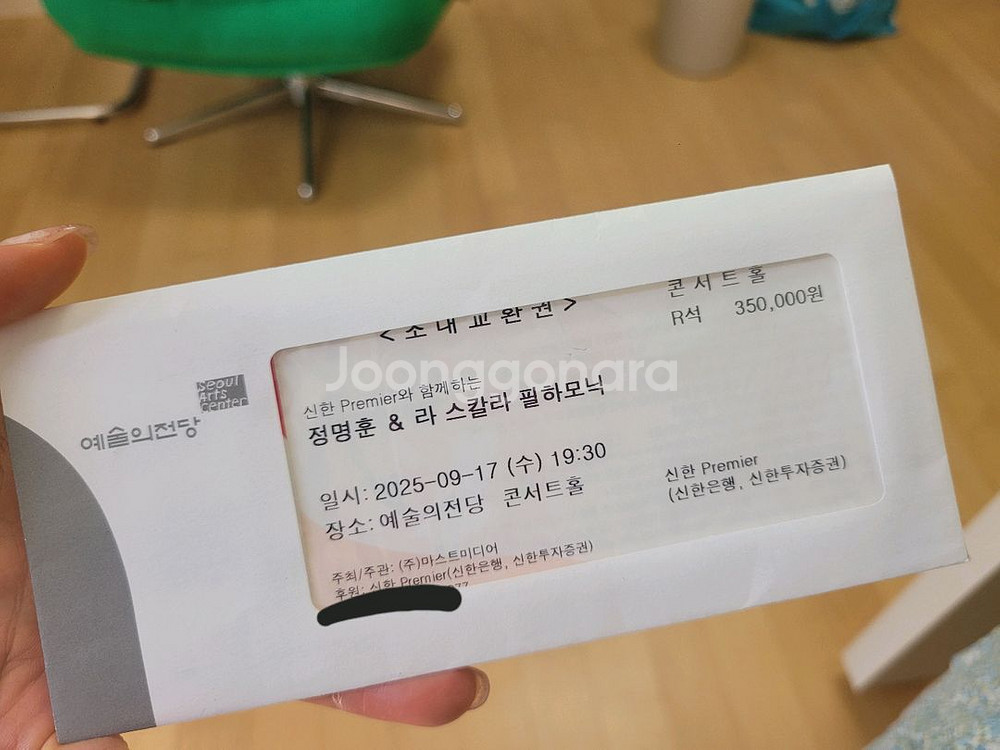 seoul
Arts
center
예술의전당
<초대교환권>
콘서트홀
R석 350,000원
Joonggonara
신한 Premier와 함께하는
정명훈 & 라 스칼라 필하모닉
일시: 2025-09-17 (수) 19:30
장소: 예술의전당 콘서트홀
신한 Premier
(신한은행, 신한투자증권)
주최/주관: (주)마스트미디어
후원: 신한 Premier(신한은행, 신한투자증권)